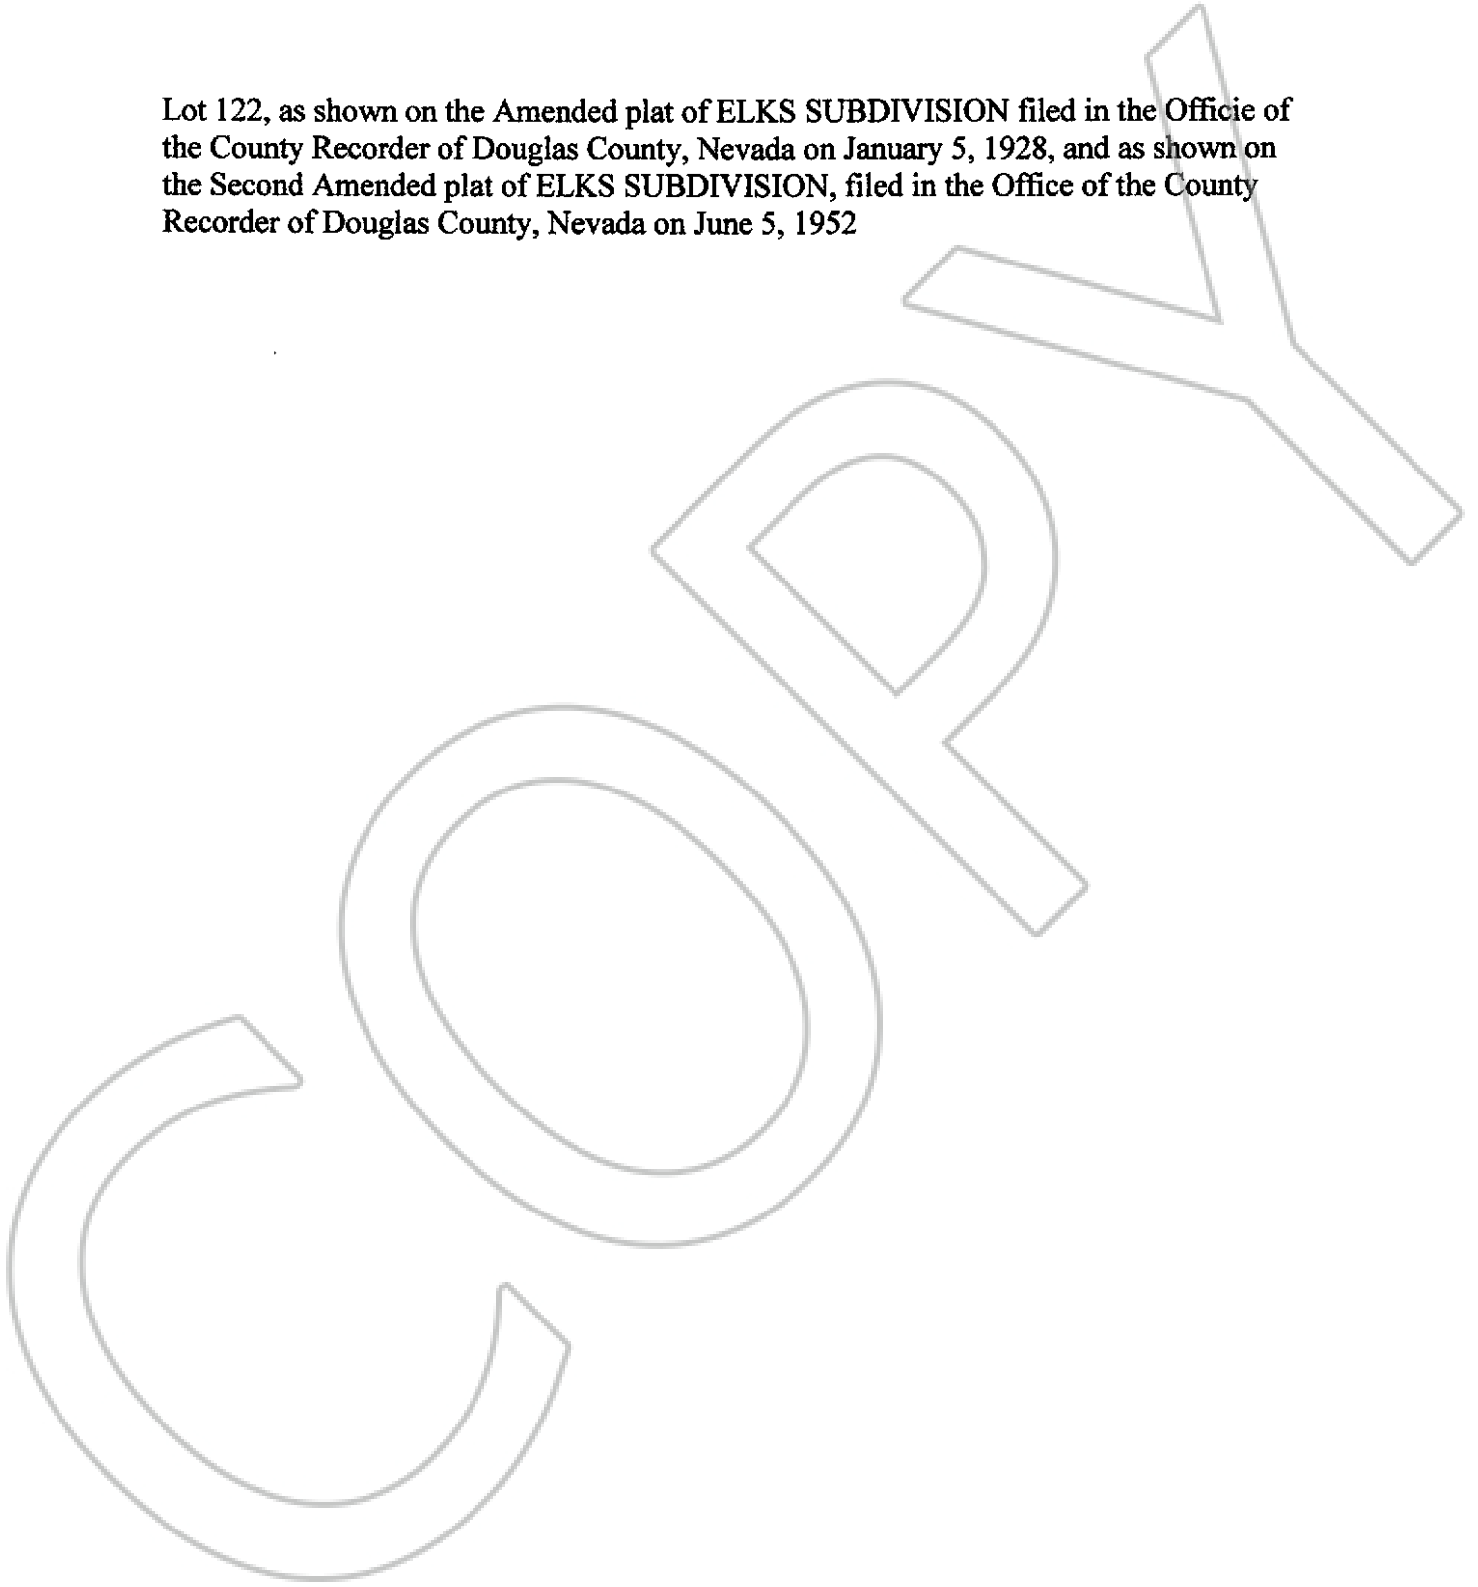 Lot 122, as shown on the Amended plat of ELKS SUBDIVISION filed in the Officie of
the County Recorder of Douglas County, Nevada on January 5, 1928, and as shown on
the Second Amended plat of ELKS SUBDIVISION, filed in the Office of the County
Recorder of Douglas County, Nevada on June 5, 1952
COPY